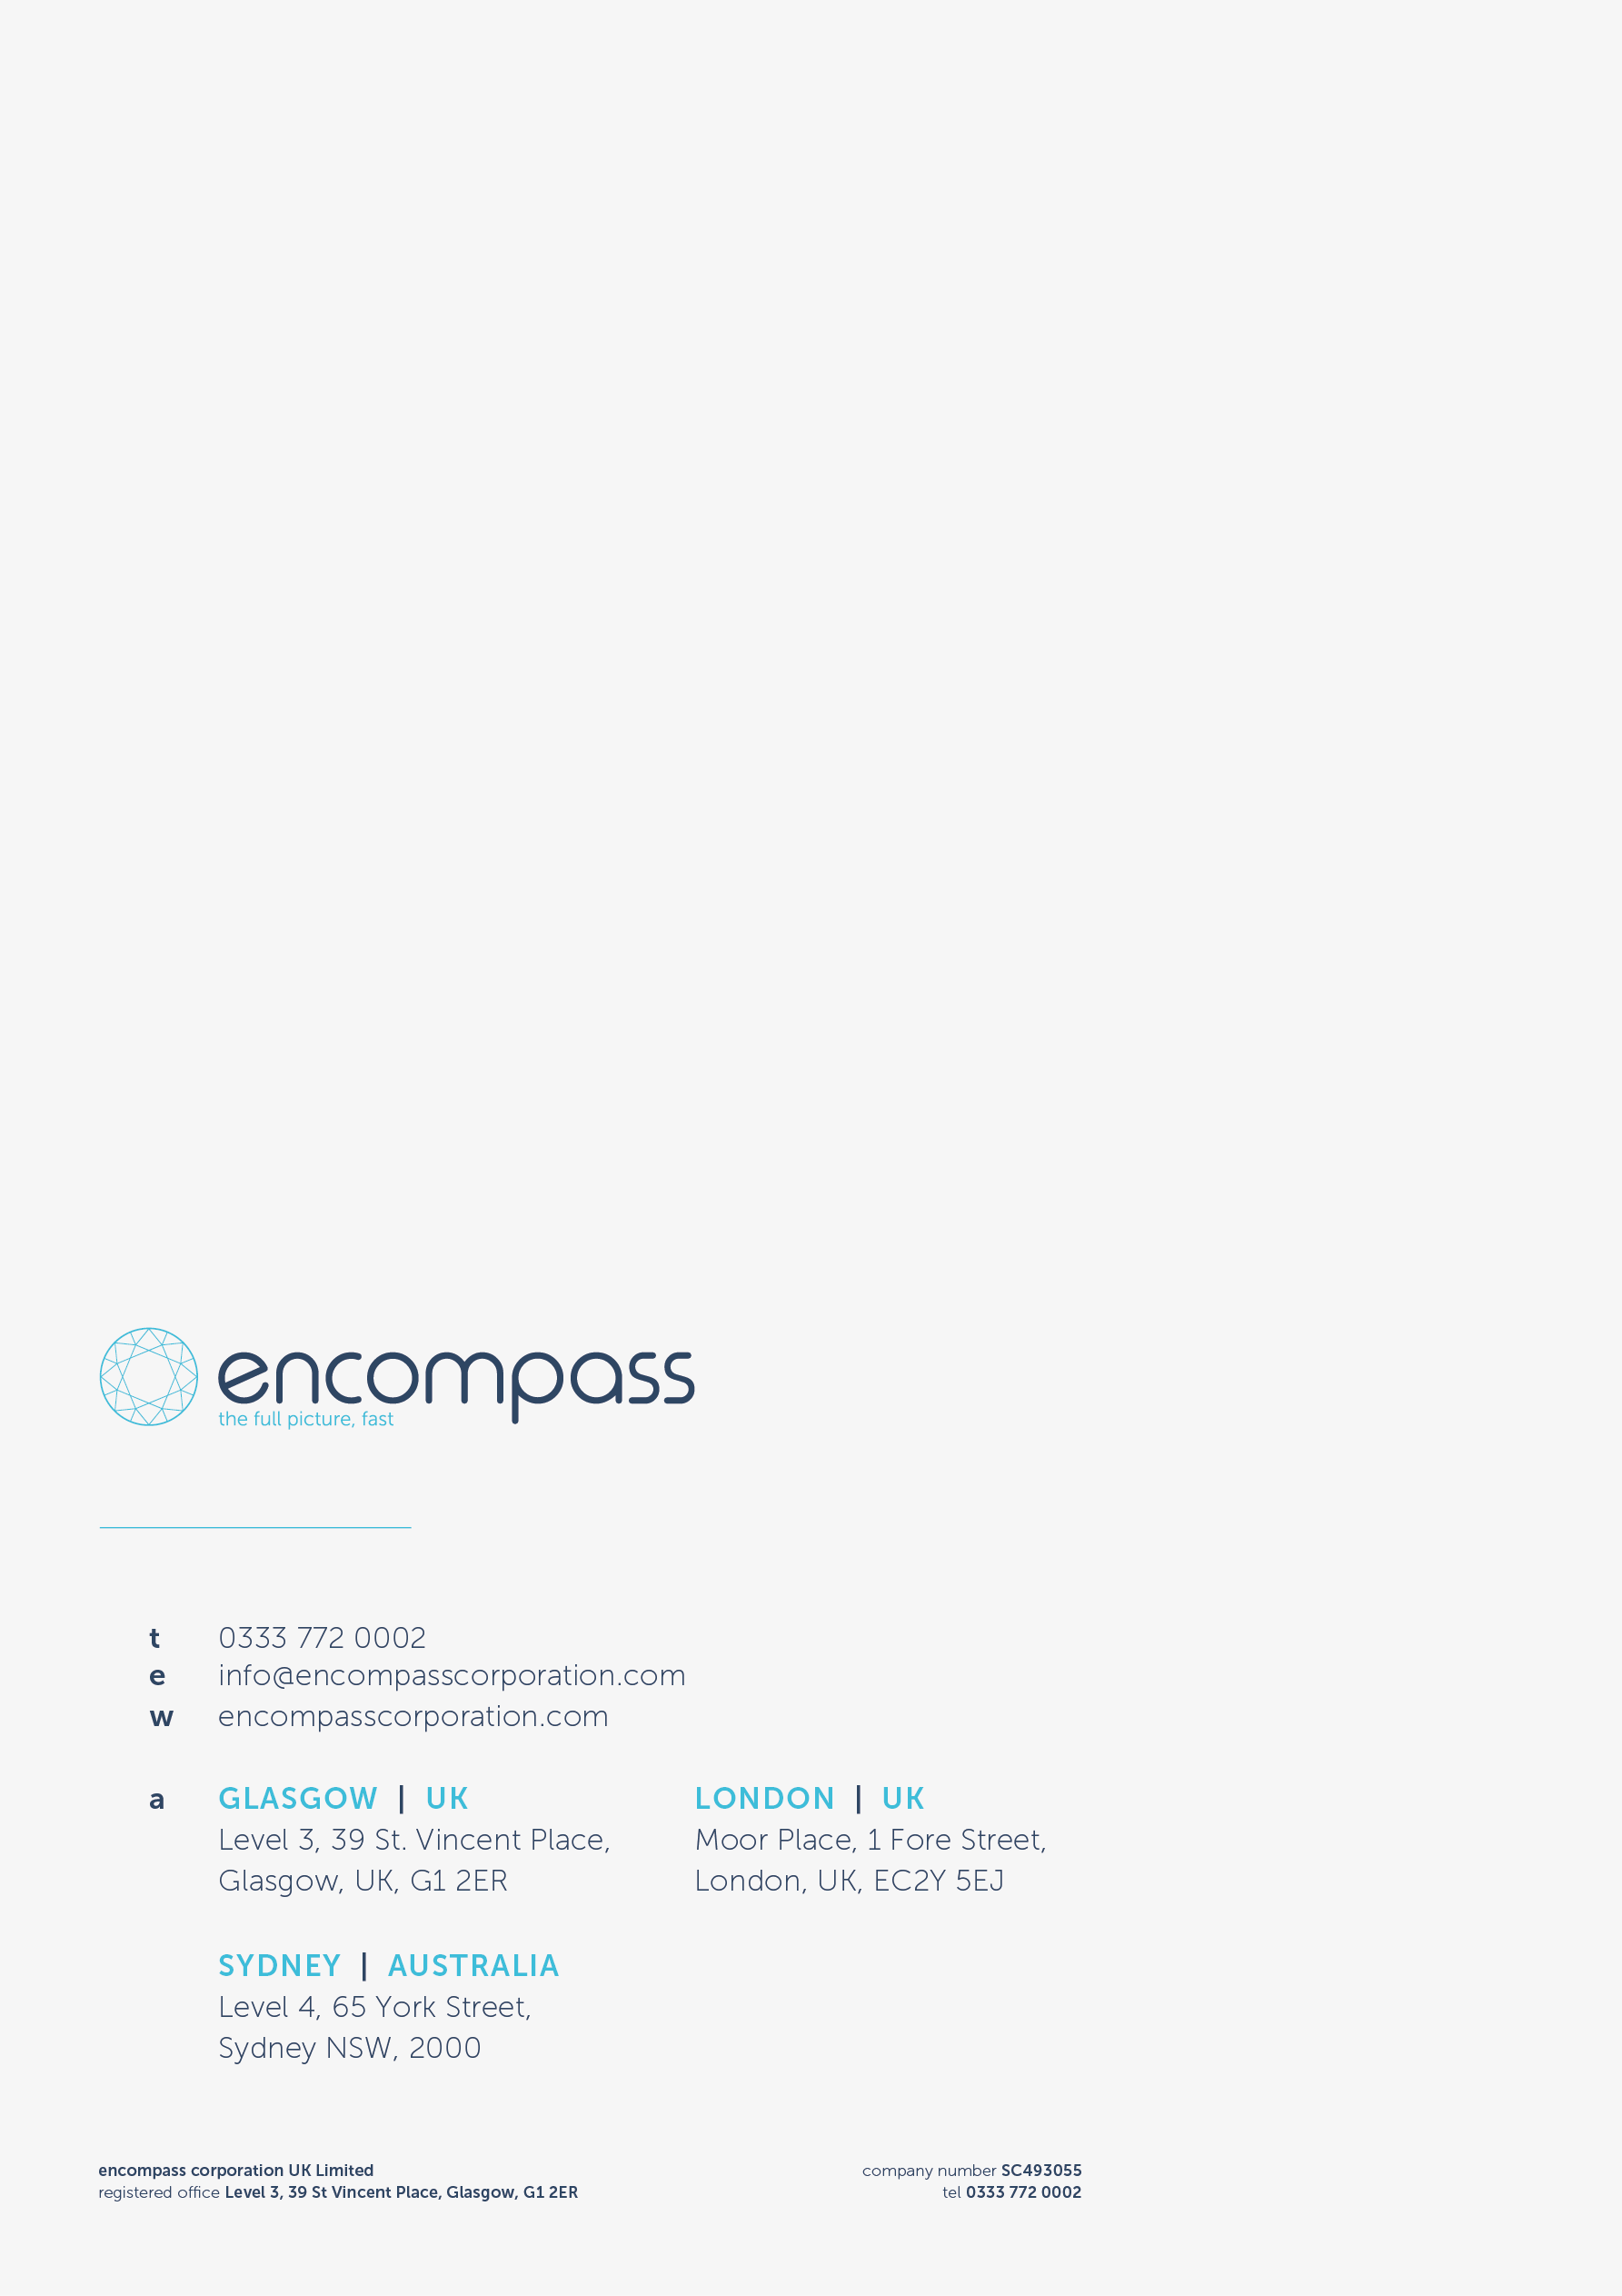 encompass
the full picture, fast
t 0333 772 0002
e info@encompasscorporation.com
w encompasscorporation.com
a GLASGOW | UK
Level 3, 39 St. Vincent Place,
Glasgow, UK, G1 2ER
LONDON | UK
Moor Place, 1 Fore Street,
London, UK, EC2Y 5EJ
SYDNEY | AUSTRALIA
Level 4, 65 York Street,
Sydney NSW, 2000
encompass corporation UK Limited
registered office Level 3, 39 St Vincent Place, Glasgow, G1 2ER
company number SC493055
tel 0333 772 0002